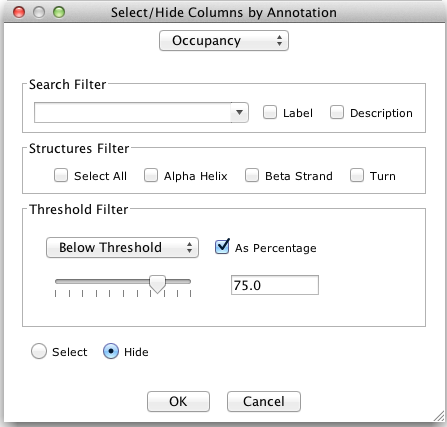 Select/Hide Columns by Annotation
Occupancy
Search Filter
Label Description
Structures Filter
Select All Alpha Helix Beta Strand Turn
Threshold Filter
Below Threshold As Percentage
75.0
Select Hide
OK Cancel